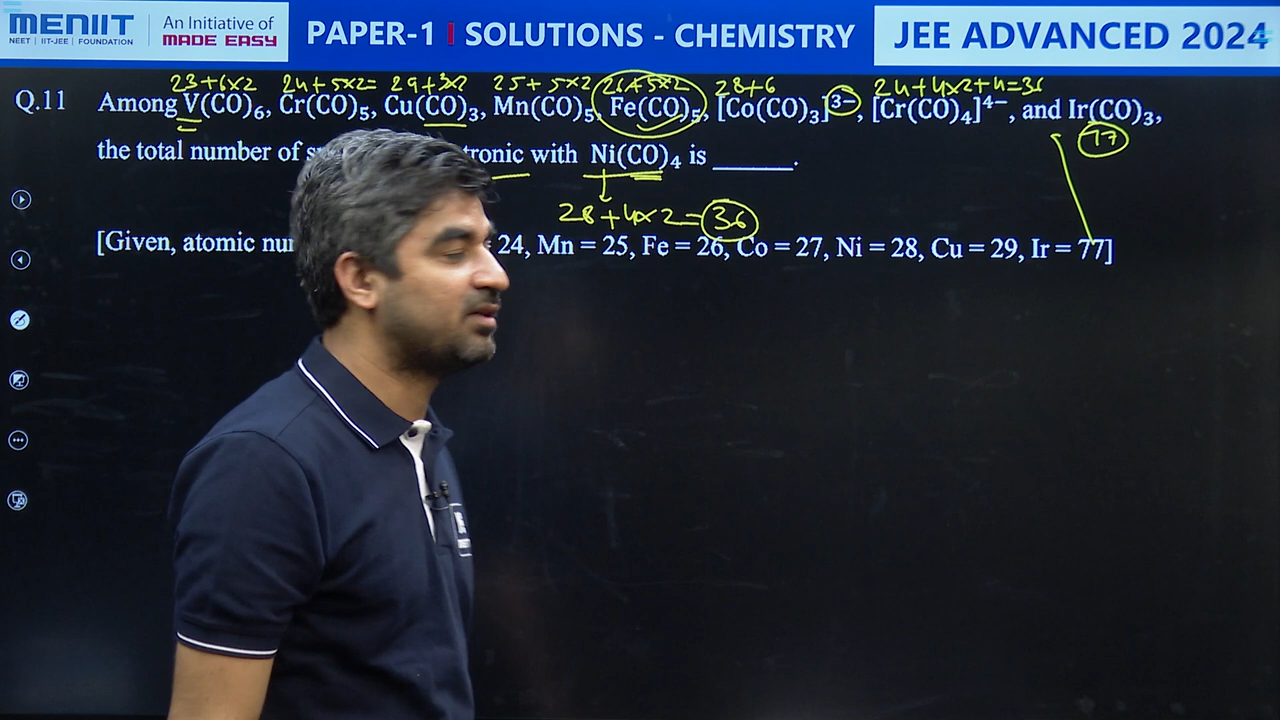 MENIIT
NEET | IIT-JEE | FOUNDATION
An Initiative of
MADE EASY
PAPER-1 | SOLUTIONS - CHEMISTRY
JEE ADVANCED 2024
23+6×2 24+5×2= 29+3×2 25+5×2 26+5×2 28+6 24+4×2+4=36
Q.11 Among V(CO)₆, Cr(CO)₅, Cu(CO)₃, Mn(CO)₅, Fe(CO)₅, [Co(CO)₃]³⁻, [Cr(CO)₄]⁴⁻, and Ir(CO)₃,
77
the total number of tronic with Ni(CO)₄ is ______.
28+4×2=36
[Given, atomic nu 24, Mn = 25, Fe = 26, Co = 27, Ni = 28, Cu = 29, Ir = 77]